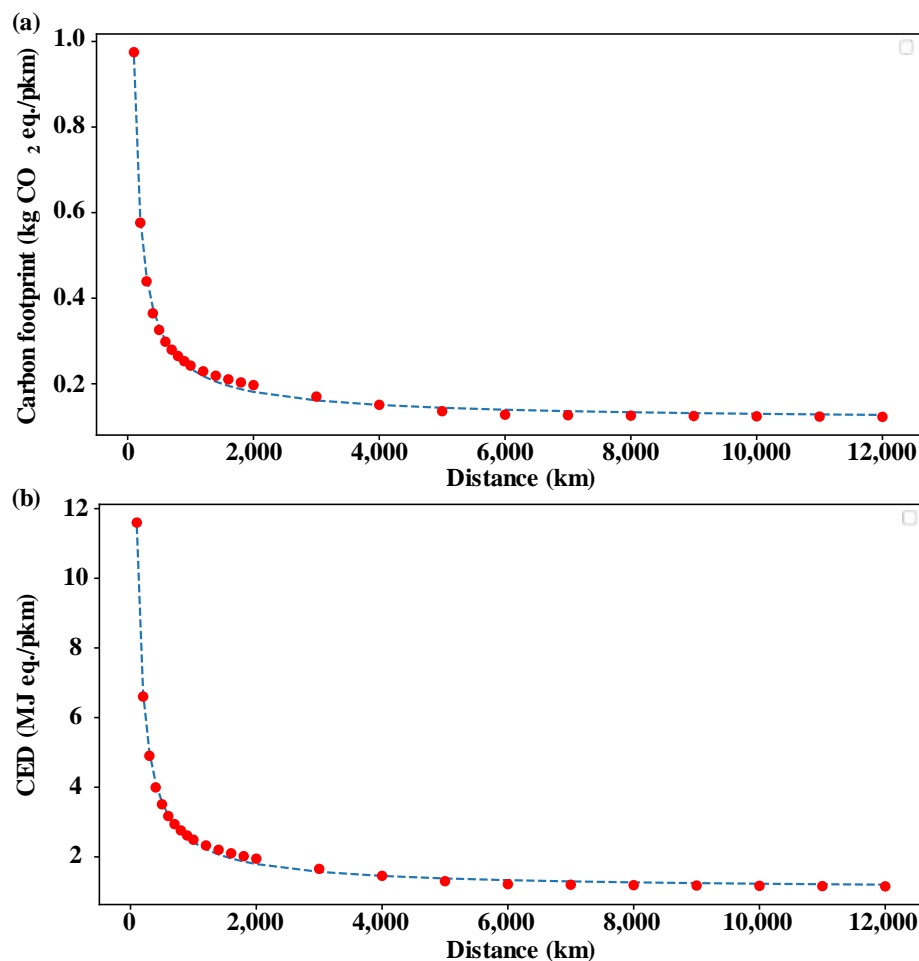 (a)
1.0
0.8
0.6
0.4
0.2
Carbon footprint (kg CO 2 eq./pkm)
0 2,000 4,000 6,000 8,000 10,000 12,000
Distance (km)
(b)
12
10
8
6
4
2
CED (MJ eq./pkm)
0 2,000 4,000 6,000 8,000 10,000 12,000
Distance (km)